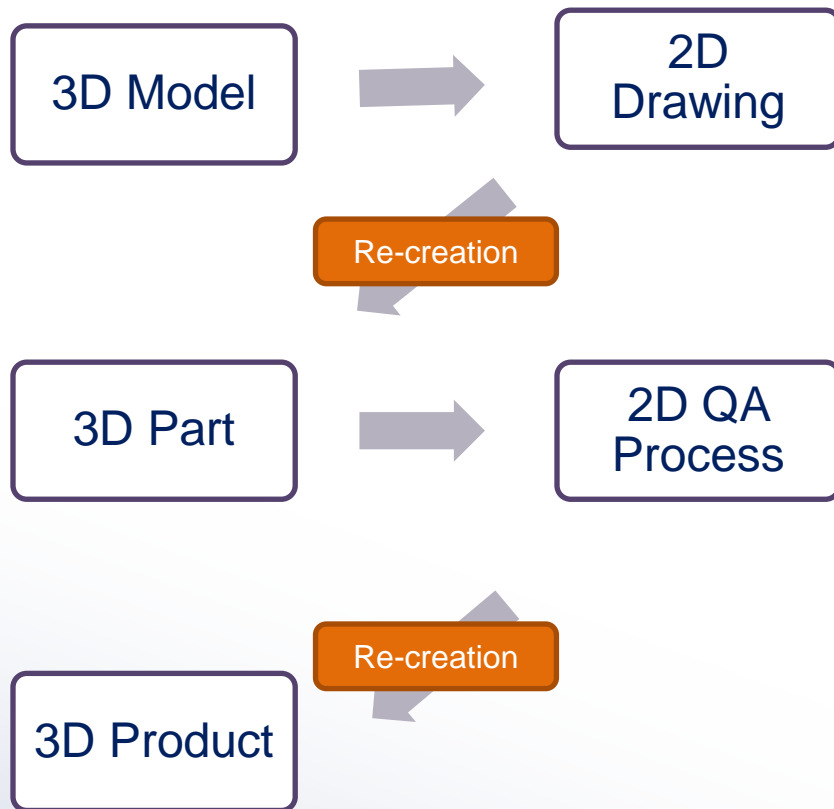 3D Model
2D
Drawing
Re-creation
3D Part
2D QA
Process
Re-creation
3D Product